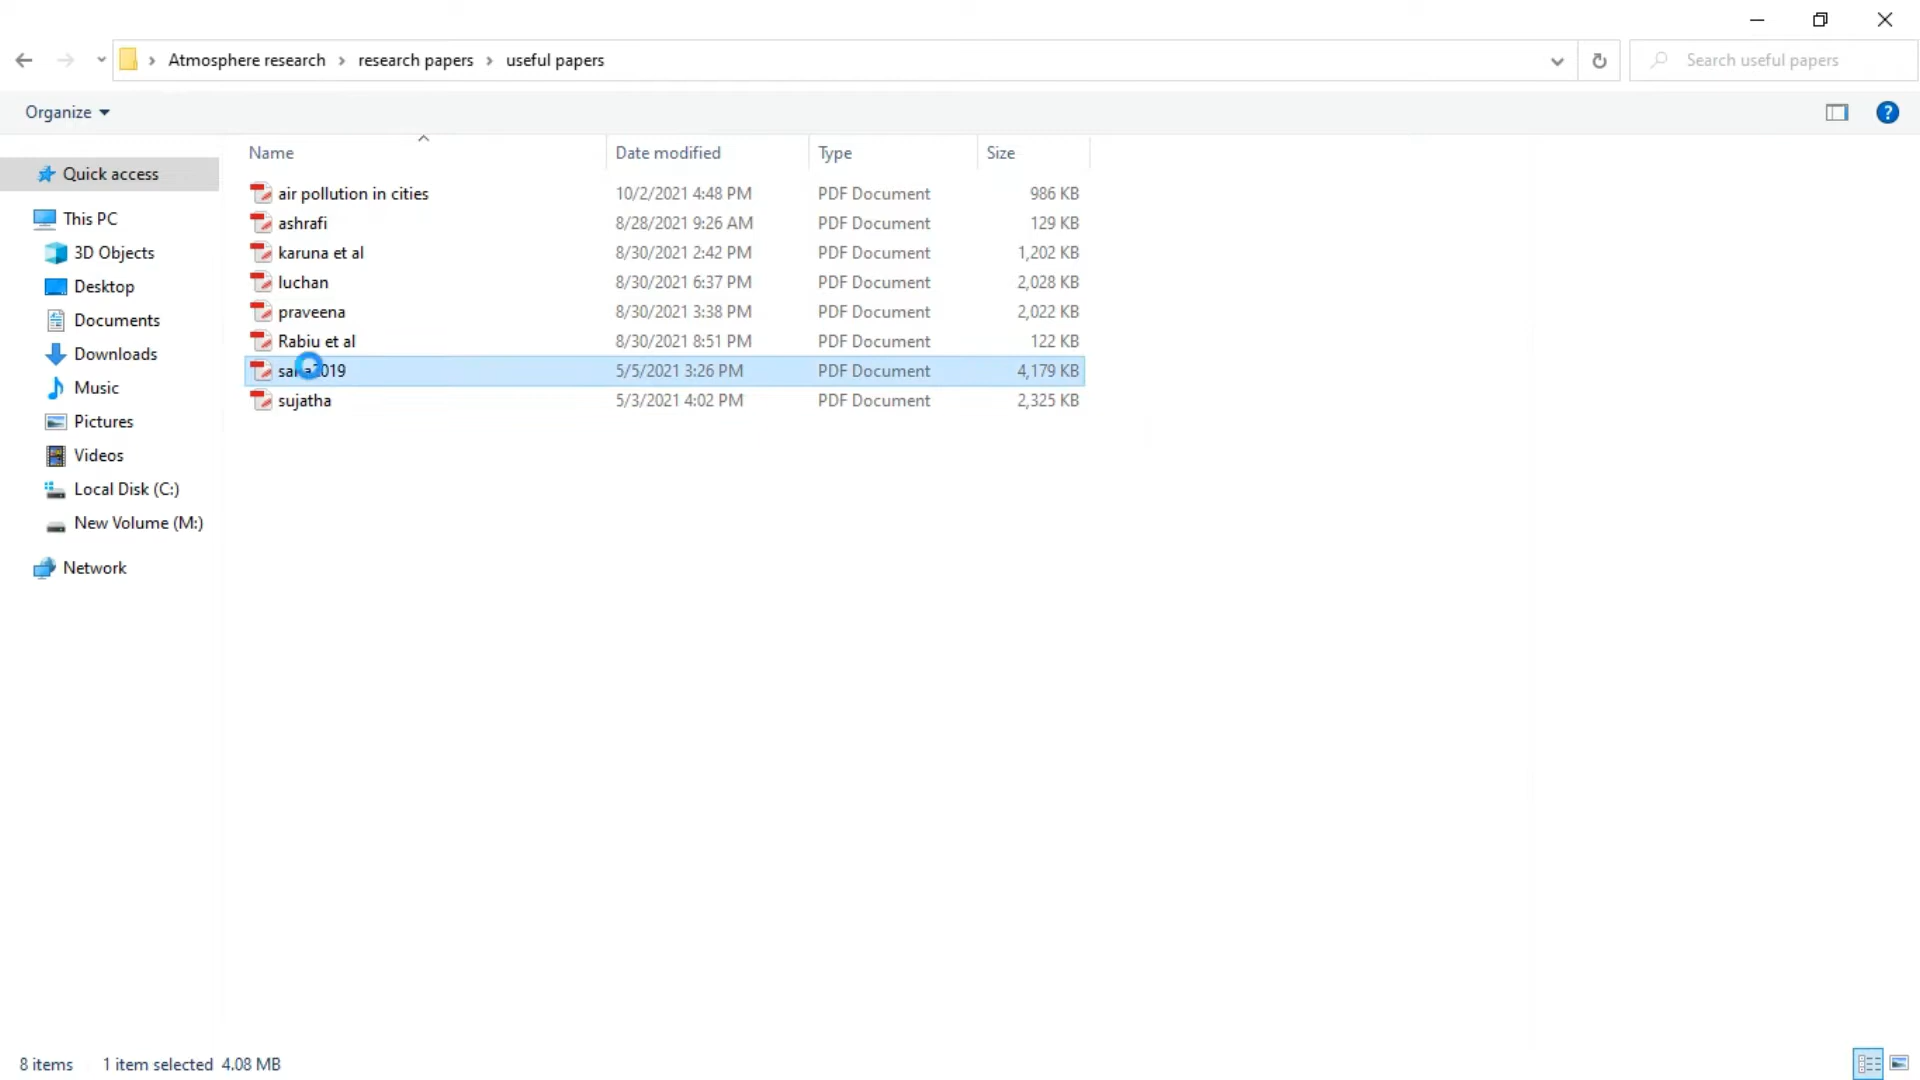 Atmosphere research > research papers > useful papers
Search useful papers
Organize
Name Date modified Type Size
Quick access
This PC
3D Objects
Desktop
Documents
Downloads
Music
Pictures
Videos
Local Disk (C:)
New Volume (M:)
Network
air pollution in cities 10/2/2021 4:48 PM PDF Document 986 KB
ashrafi 8/28/2021 9:26 AM PDF Document 129 KB
karuna et al 8/30/2021 2:42 PM PDF Document 1,202 KB
luchan 8/30/2021 6:37 PM PDF Document 2,028 KB
praveena 8/30/2021 3:38 PM PDF Document 2,022 KB
Rabiu et al 8/30/2021 8:51 PM PDF Document 122 KB
5/5/2021 3:26 PM PDF Document 4,179 KB
sujatha 5/3/2021 4:02 PM PDF Document 2,325 KB
8 items 1 item selected 4.08 MB